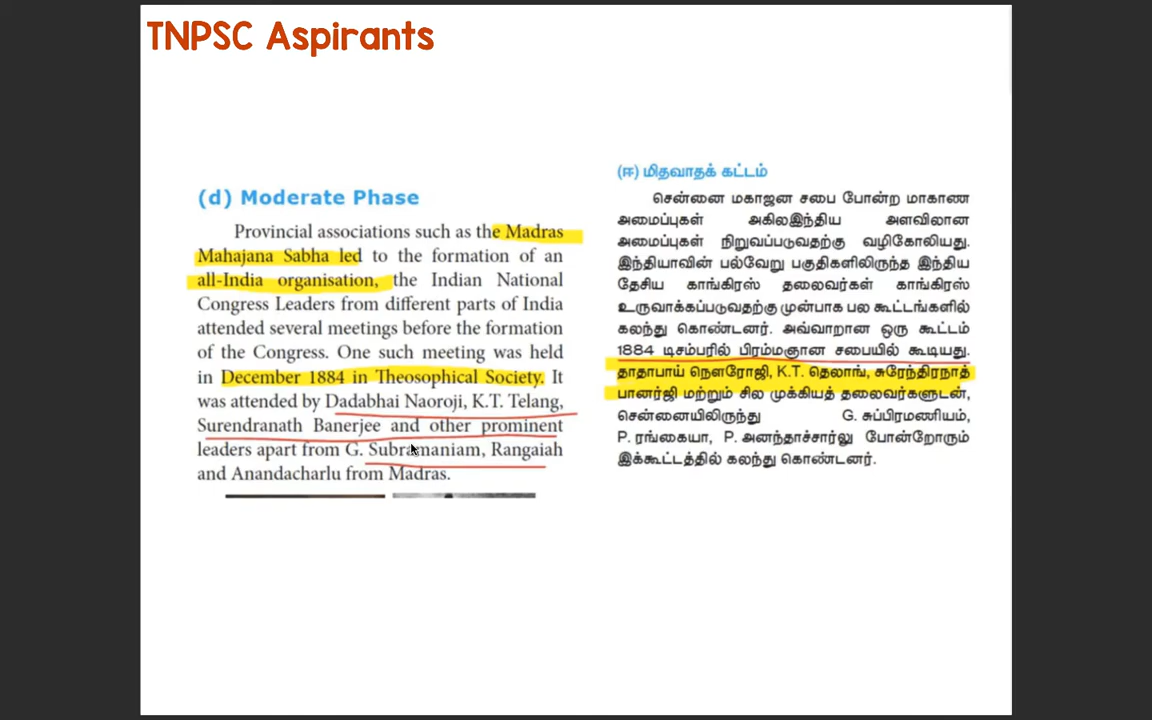 TNPSC Aspirants
(d) Moderate Phase
Provincial associations such as the Madras
Mahajana Sabha led to the formation of an
all-India organisation, the Indian National
Congress Leaders from different parts of India
attended several meetings before the formation
of the Congress. One such meeting was held
in December 1884 in Theosophical Society. It
was attended by Dadabhai Naoroji, K.T. Telang,
Surendranath Banerjee and other prominent
leaders apart from G. Subramaniam, Rangaiah
and Anandacharlu from Madras.
(ஈ) மிதவாதக் கட்டம்
சென்னை மகாஜன சபை போன்ற மாகாண
அமைப்புகள் அகிலஇந்திய அளவிலான
அமைப்புகள் நிறுவப்படுவதற்கு வழிகோலியது.
இந்தியாவின் பல்வேறு பகுதிகளிலிருந்த இந்திய
தேசிய காங்கிரஸ் தலைவர்கள் காங்கிரஸ்
உருவாக்கப்படுவதற்கு முன்பாக பல கூட்டங்களில்
கலந்து கொண்டனர். அவ்வாறான ஒரு கூட்டம்
1884 டிசம்பரில் பிரம்மஞான சபையில் கூடியது.
தாதாபாய் நௌரோஜி, K.T. தெலாங், சுரேந்திரநாத்
பானர்ஜி மற்றும் சில முக்கியத் தலைவர்களுடன்,
சென்னையிலிருந்து G. சுப்பிரமணியம்,
P. ரங்கையா, P. அனந்தாச்சார்லு போன்றோரும்
இக்கூட்டத்தில் கலந்து கொண்டனர்.